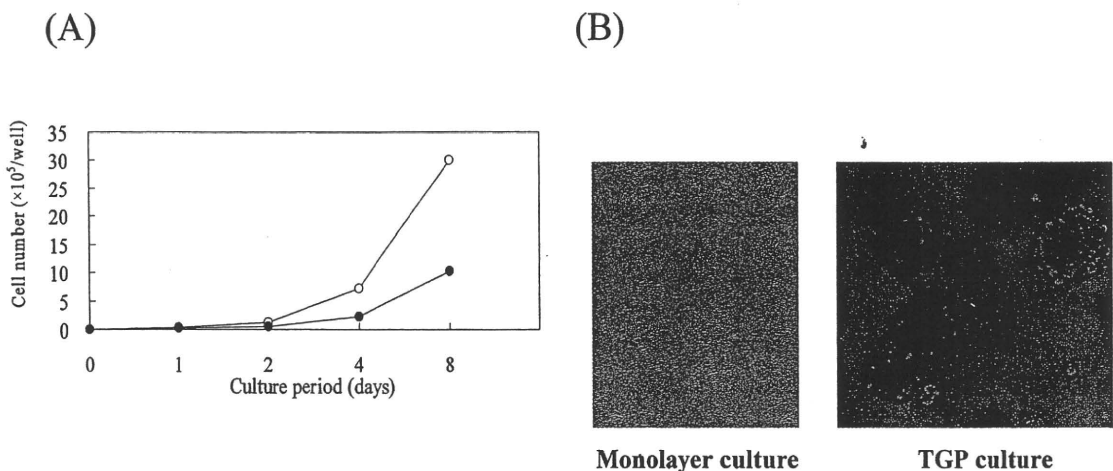 (A)
(B)
Cell number (×10⁵/well)
35
30
25
20
15
10
5
0
0 1 2 4 8
Culture period (days)
Monolayer culture
TGP culture